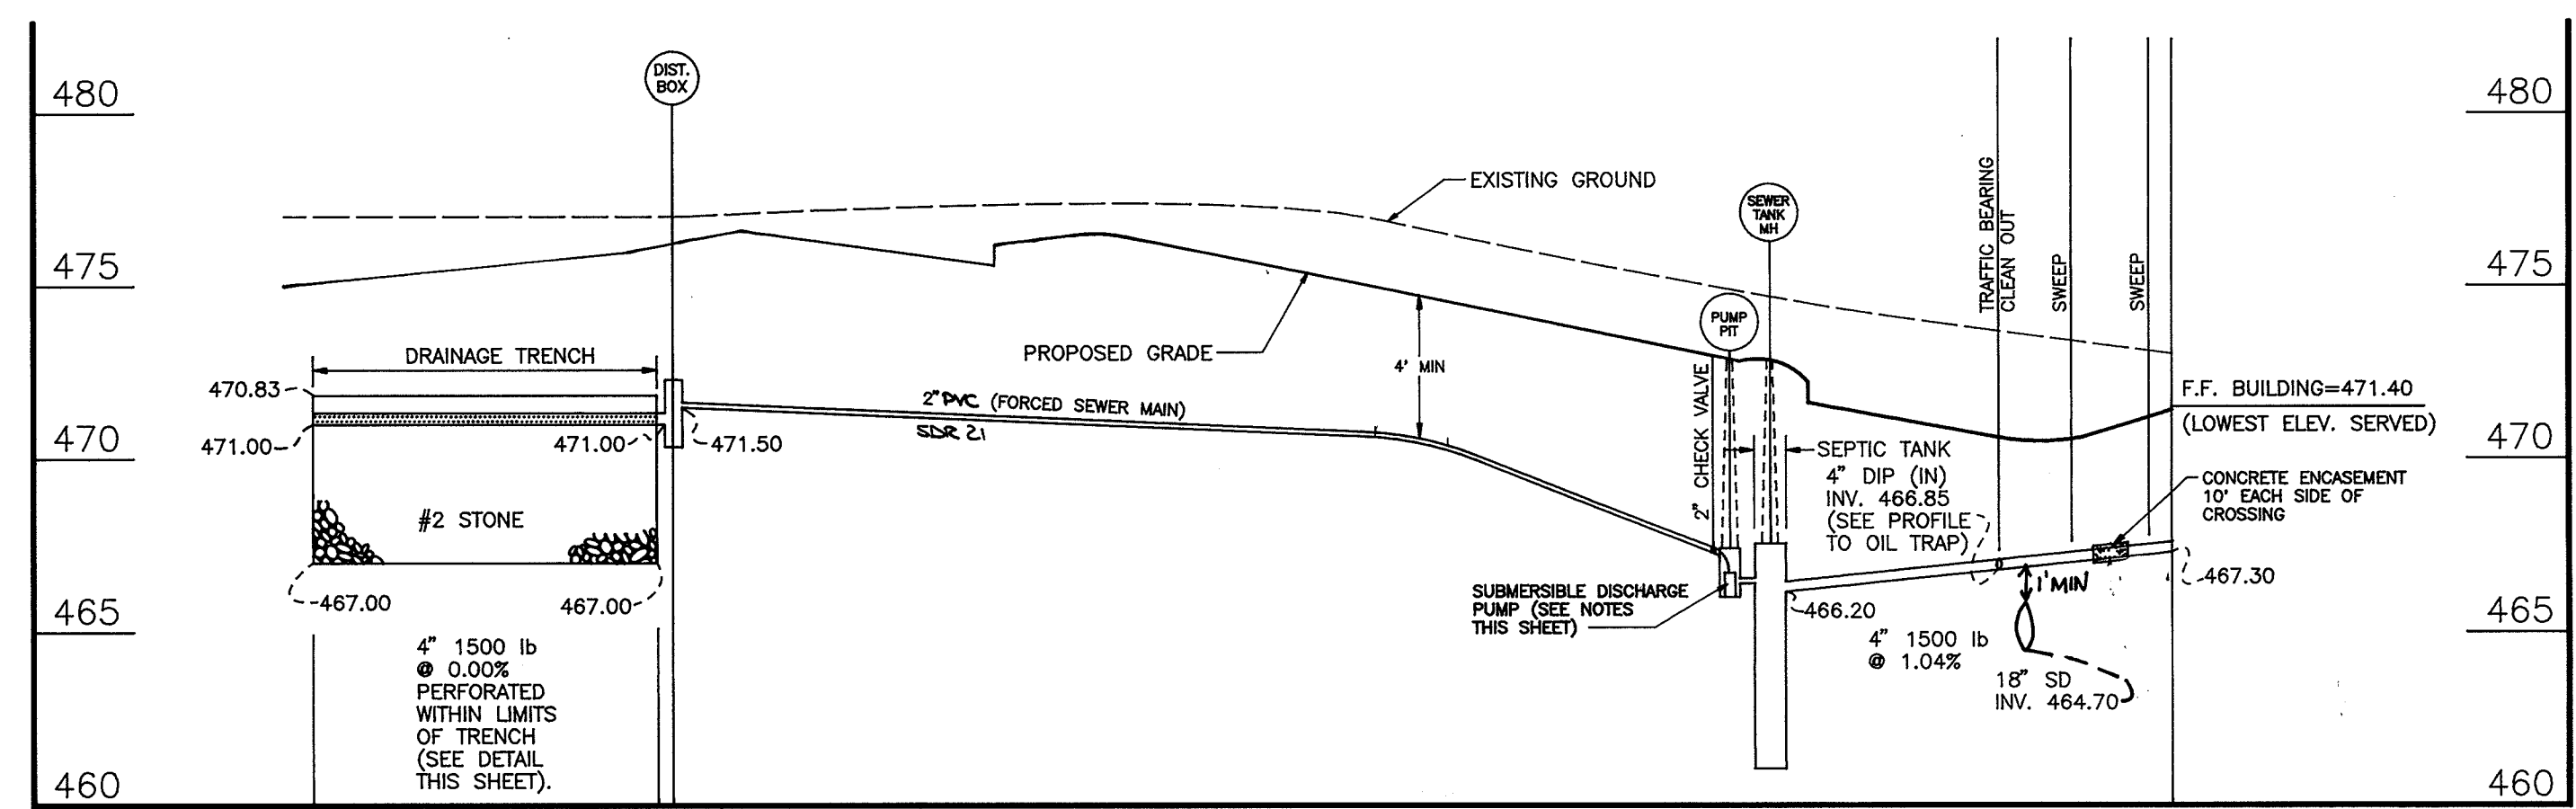 480
475
470
465
460
DIST.
BOX
EXISTING GROUND
SEWER
TANK
MH
PUMP
PIT
TRAFFIC BEARING
CLEAN OUT
SWEEP
SWEEP
480
475
470
465
460
DRAINAGE TRENCH
470.83
471.00
471.00
471.50
2" PVC (FORCED SEWER MAIN)
SDR 21
PROPOSED GRADE
4' MIN
2" CHECK VALVE
F.F. BUILDING=471.40
(LOWEST ELEV. SERVED)
SEPTIC TANK
4" DIP (IN)
INV. 466.85
(SEE PROFILE
TO OIL TRAP)
CONCRETE ENCASEMENT
10' EACH SIDE OF
CROSSING
#2 STONE
467.00
467.00
SUBMERSIBLE DISCHARGE
PUMP (SEE NOTES
THIS SHEET)
466.20
1' MIN
467.30
4" 1500 lb
@ 0.00%
PERFORATED
WITHIN LIMITS
OF TRENCH
(SEE DETAIL
THIS SHEET).
4" 1500 lb
@ 1.04%
18" SD
INV. 464.70